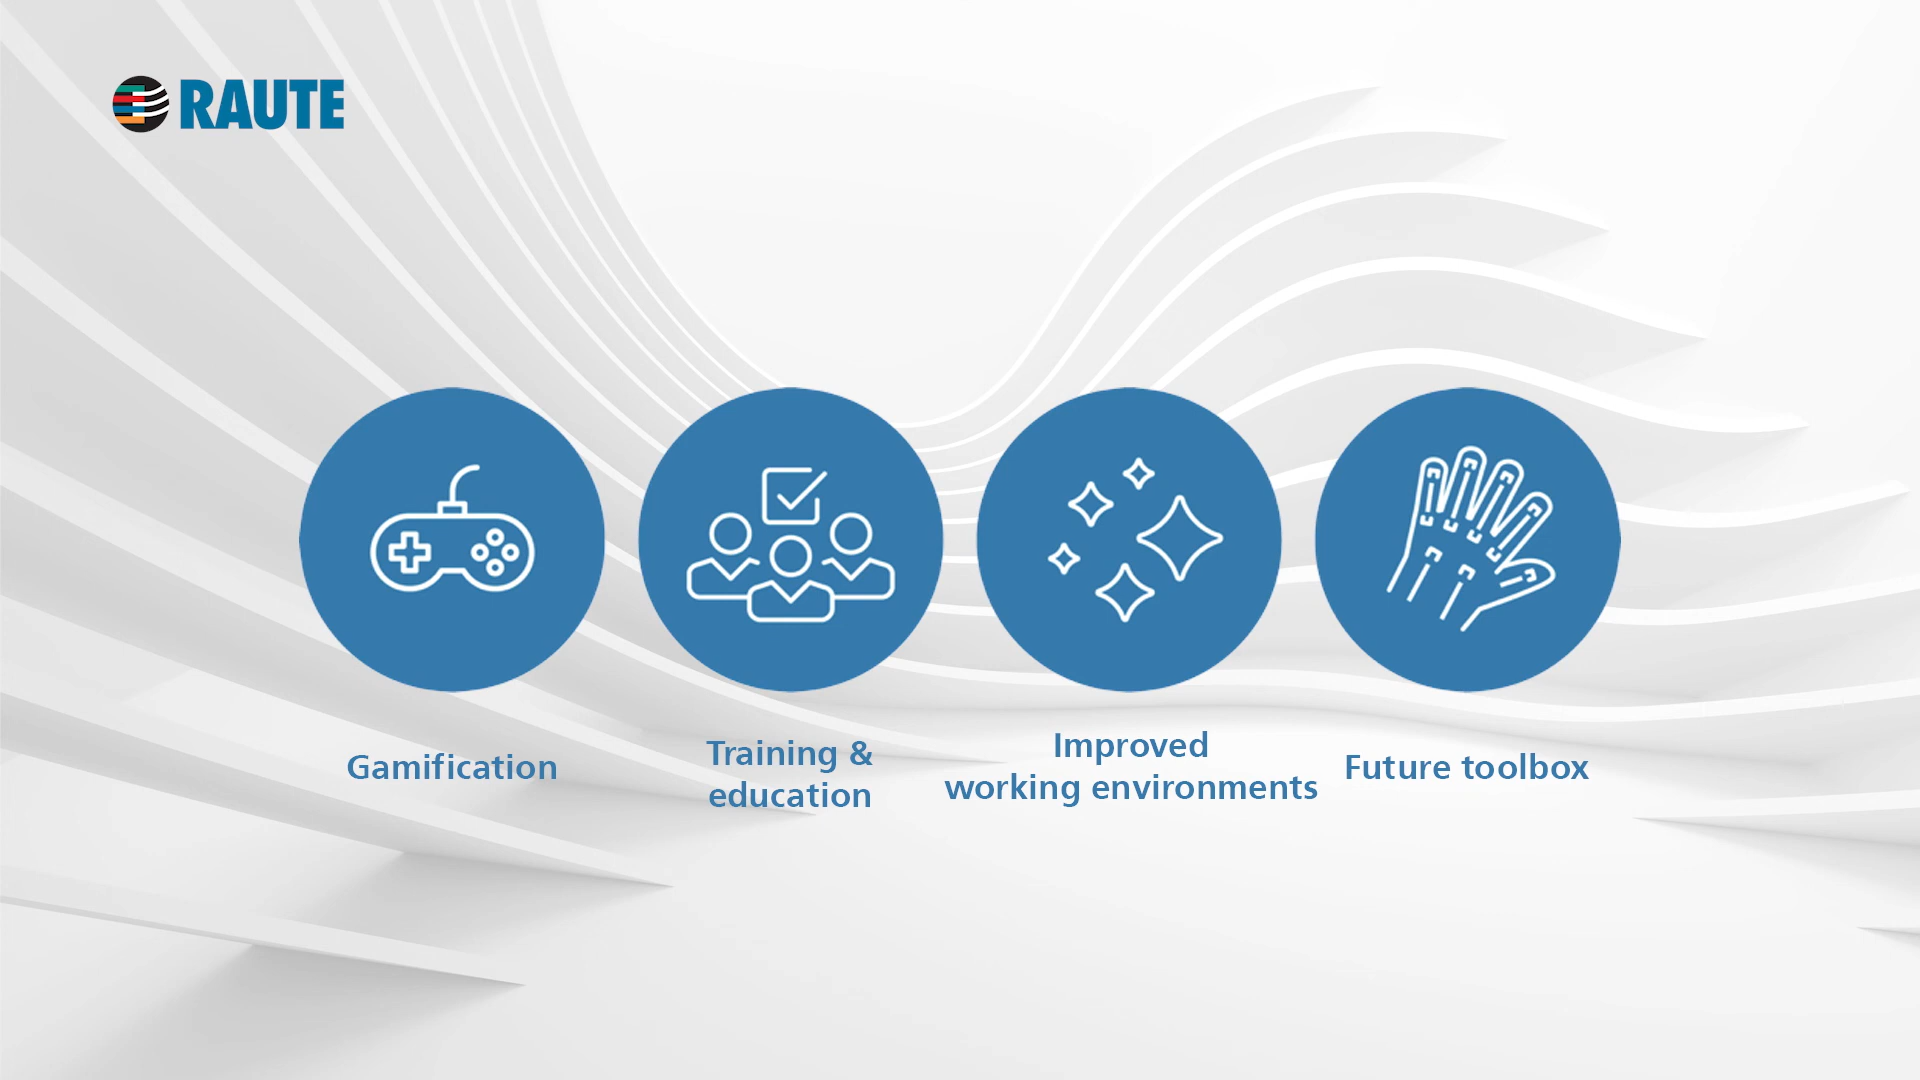 RAUTE
Gamification
Training &
education
Improved
working environments
Future toolbox